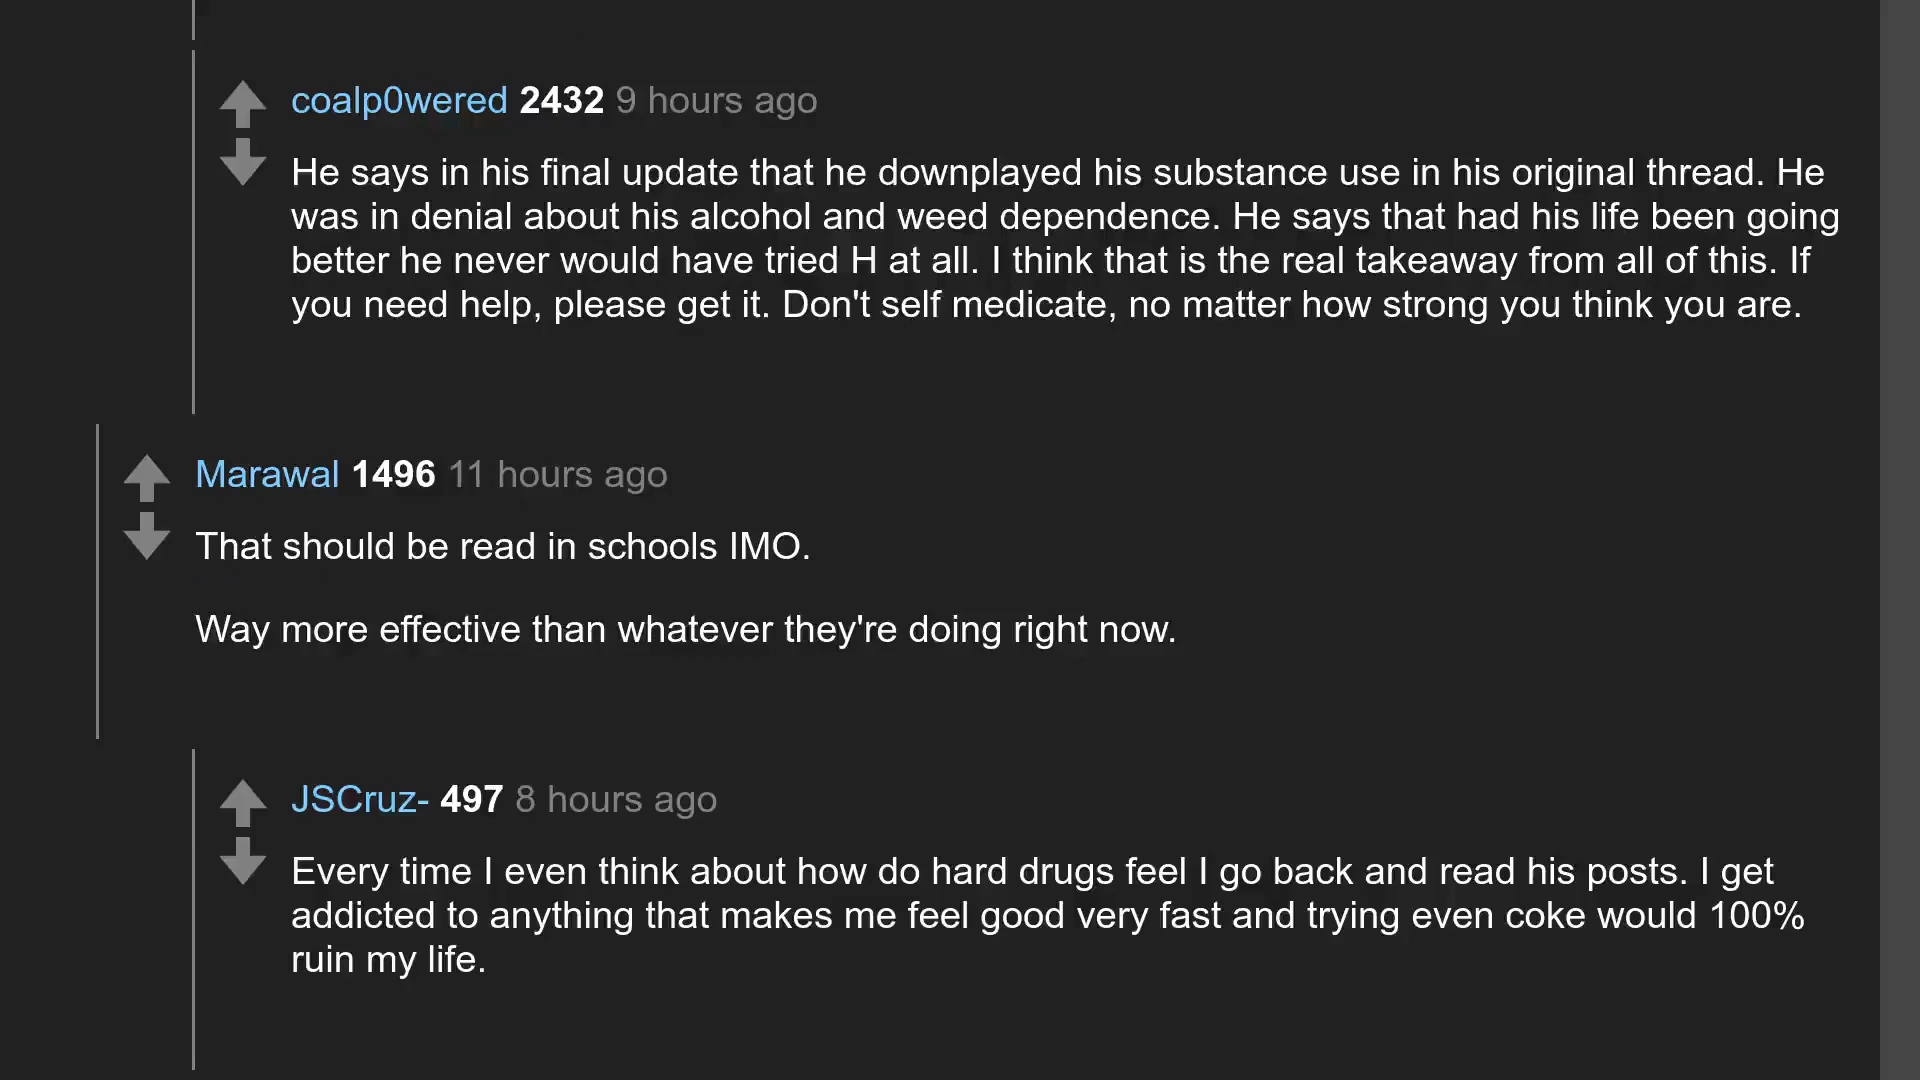 coalp0wered 2432 9 hours ago
He says in his final update that he downplayed his substance use in his original thread. He
was in denial about his alcohol and weed dependence. He says that had his life been going
better he never would have tried H at all. I think that is the real takeaway from all of this. If
you need help, please get it. Don't self medicate, no matter how strong you think you are.
Marawal 1496 11 hours ago
That should be read in schools IMO.
Way more effective than whatever they're doing right now.
JSCruz- 497 8 hours ago
Every time I even think about how do hard drugs feel I go back and read his posts. I get
addicted to anything that makes me feel good very fast and trying even coke would 100%
ruin my life.